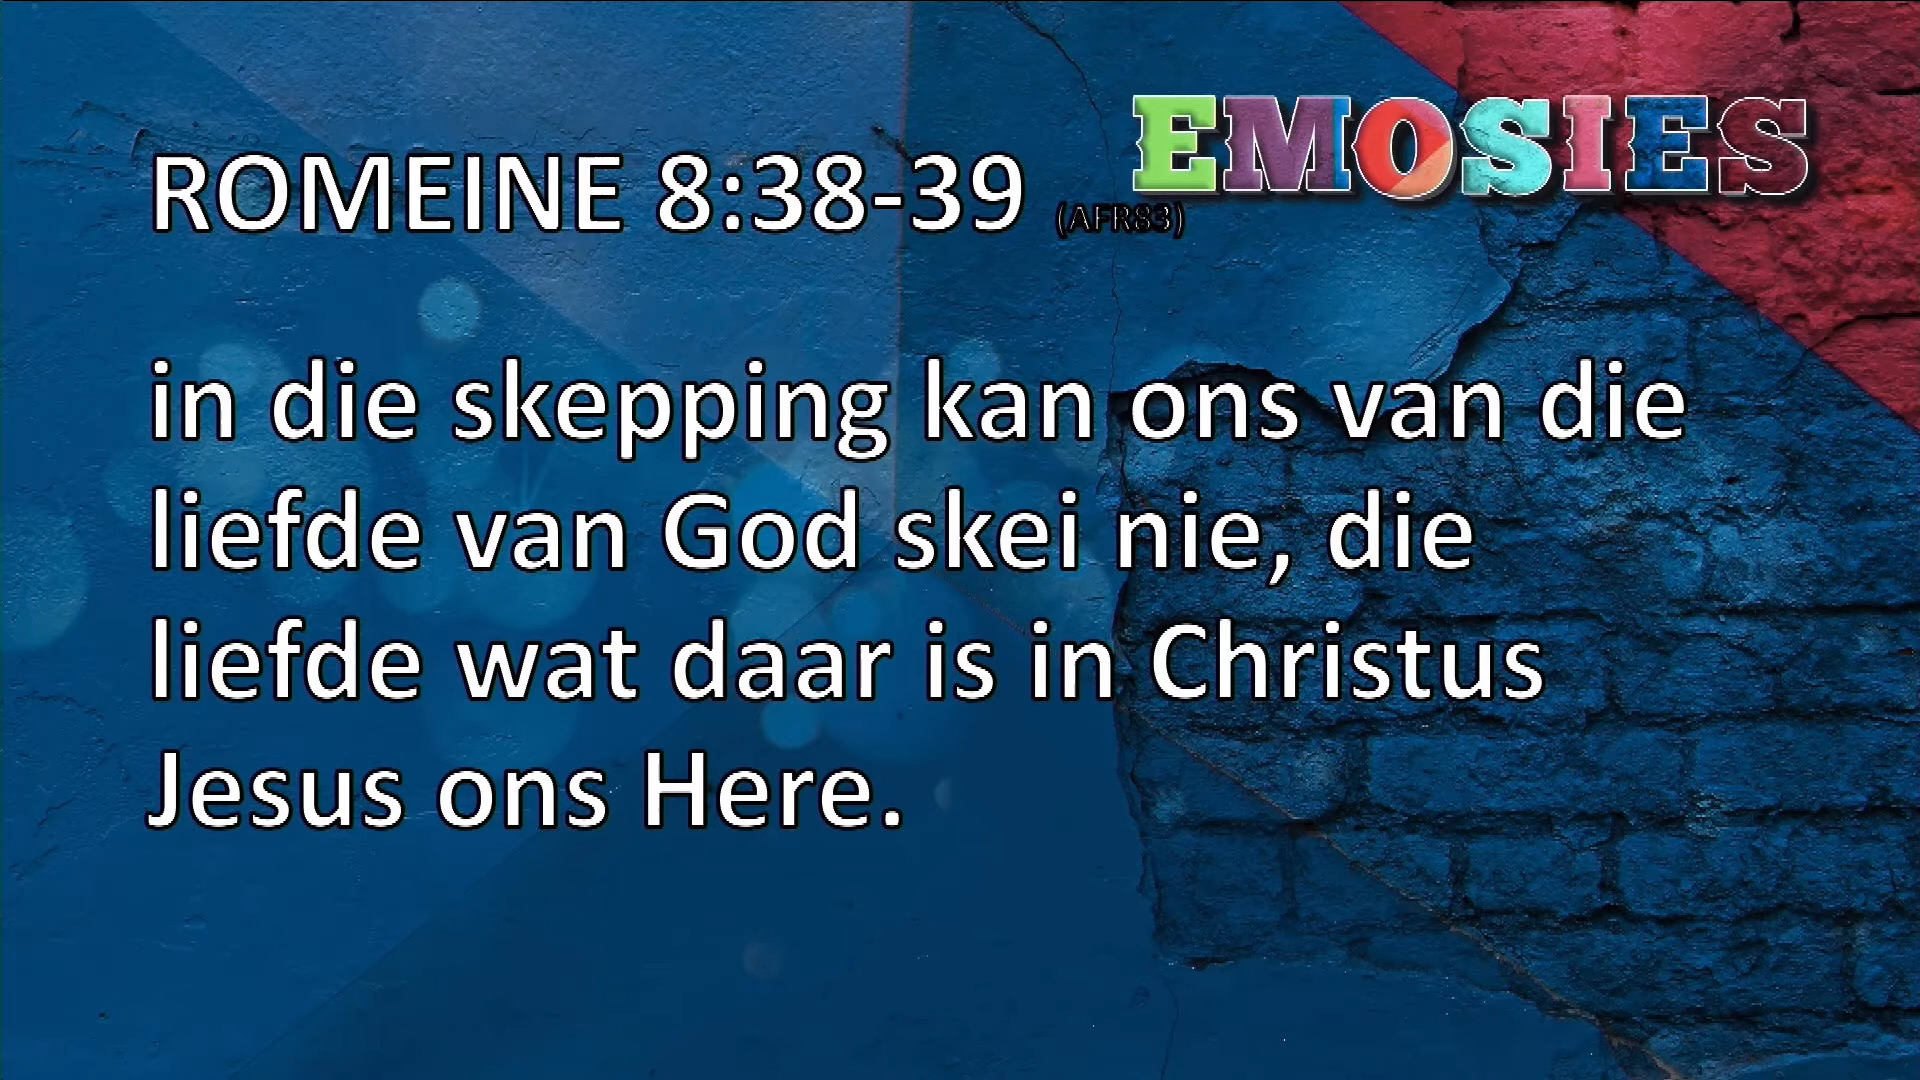 EMOSIES
ROMEINE 8:38-39 (AFR83)
in die skepping kan ons van die
liefde van God skei nie, die
liefde wat daar is in Christus
Jesus ons Here.